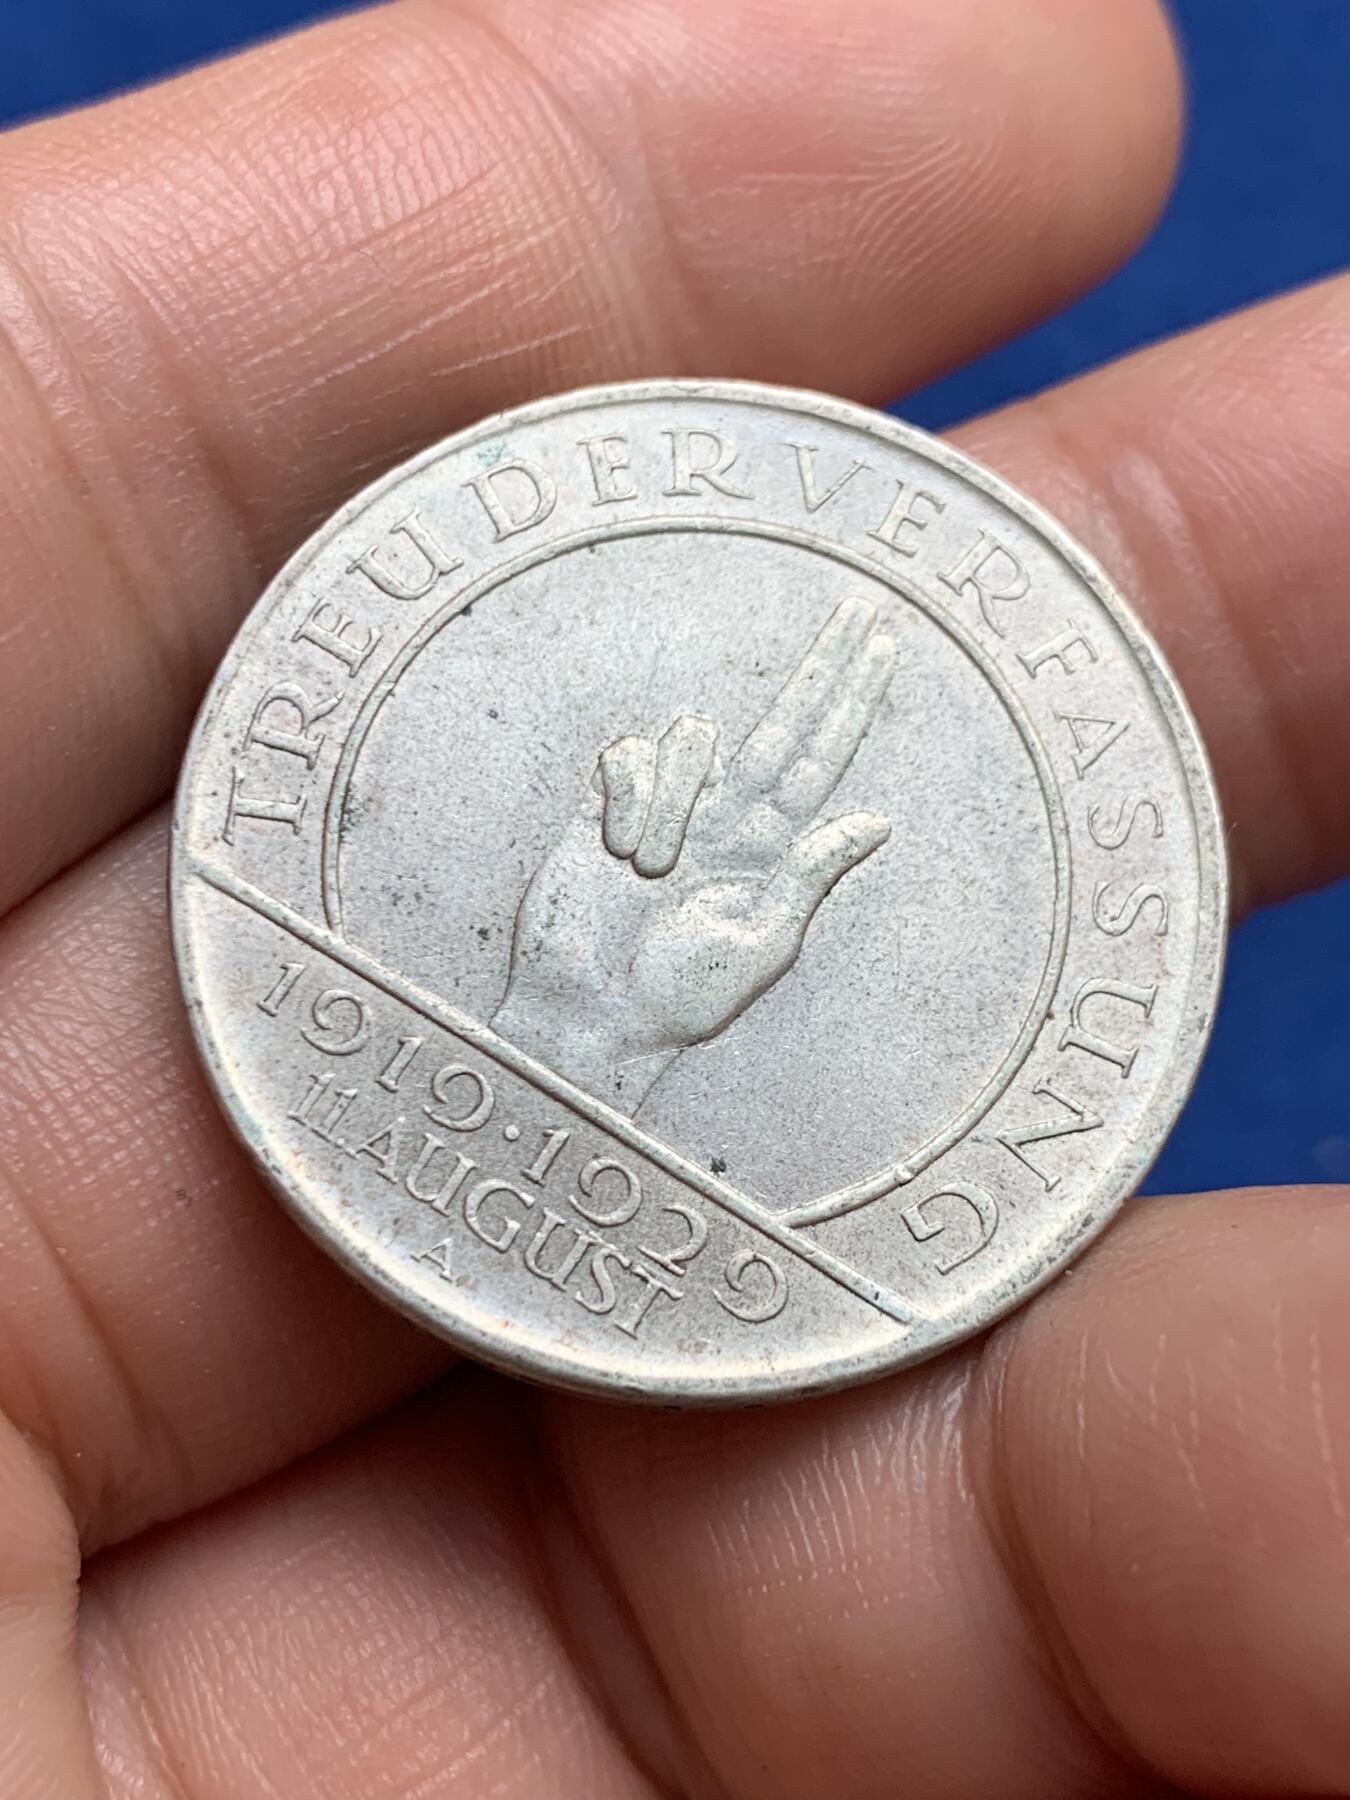 TREU DER VERFASSUNG
1919·1929
11. AUGUST
A